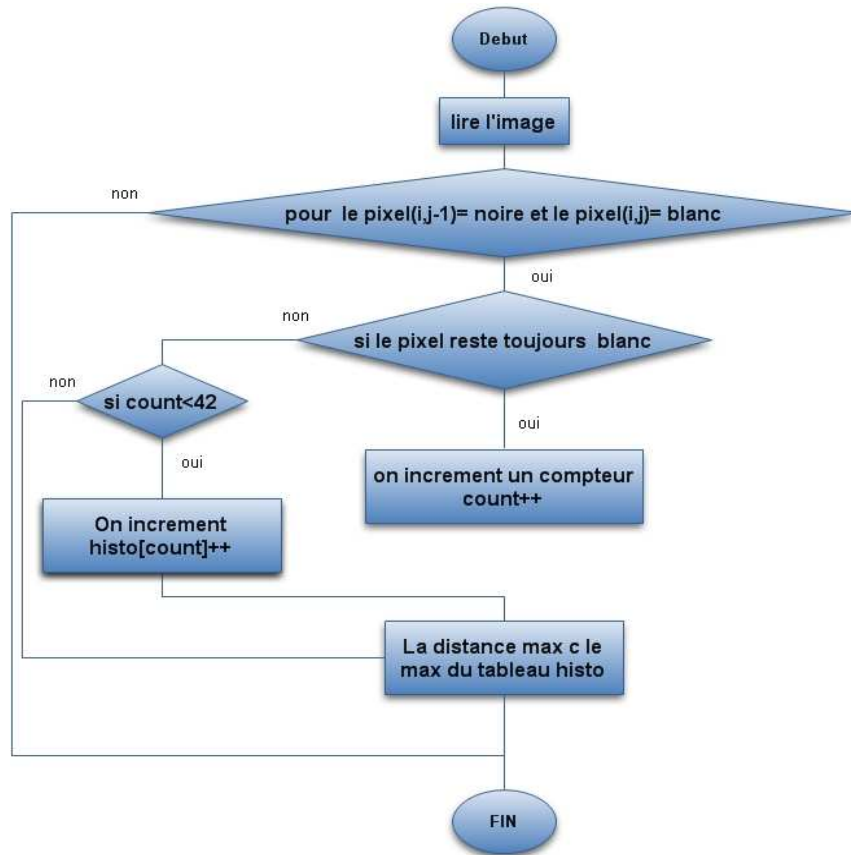 Debut
lire l'image
non
pour le pixel(i,j-1)= noire et le pixel(i,j)= blanc
oui
non
si le pixel reste toujours blanc
non
si count<42
oui
oui
on increment un compteur
count++
On increment
histo[count]++
La distance max c le
max du tableau histo
FIN